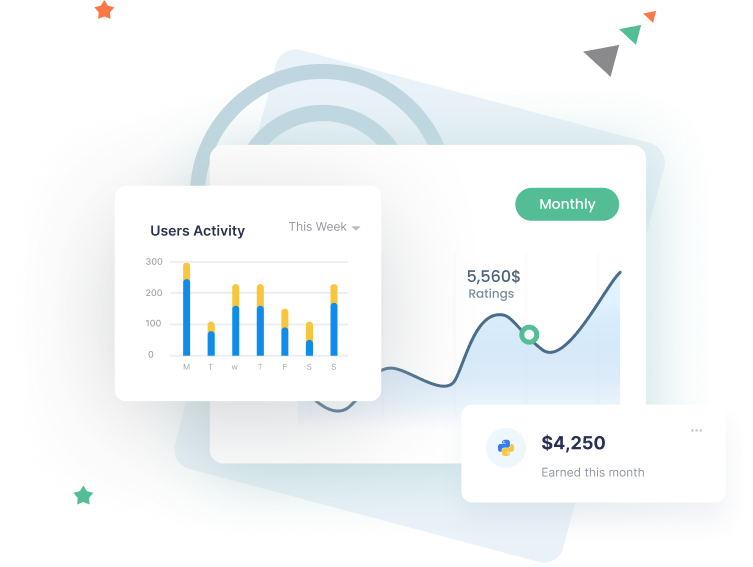 Monthly
Users Activity
This Week
5,560$
Ratings
300
200
100
0
M T w T F S S
$4,250
Earned this month